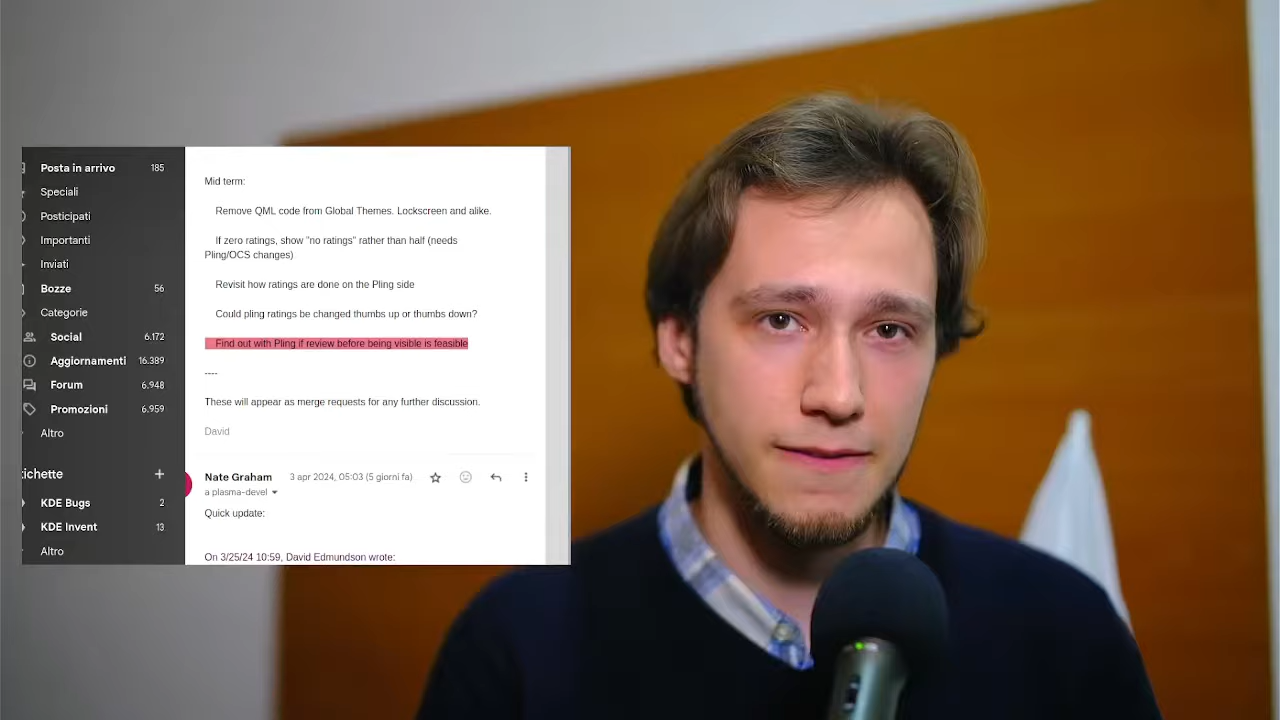 Posta in arrivo 185
Speciali
Posticipati
Importanti
Inviati
Bozze 56
Categorie
Social 6.172
Aggiornamenti 16.389
Forum 6.948
Promozioni 6.959
Altro
tichette +
KDE Bugs 2
KDE Invent 13
Altro
Mid term:
Remove QML code from Global Themes. Lockscreen and alike.
If zero ratings, show "no ratings" rather than half (needs
Pling/OCS changes)
Revisit how ratings are done on the Pling side
Could pling ratings be changed thumbs up or thumbs down?
Find out with Pling if review before being visible is feasible
----
These will appear as merge requests for any further discussion.
David
Nate Graham 3 apr 2024, 05:03 (5 giorni fa)
a plasma-devel
Quick update:
On 3/25/24 10:59, David Edmundson wrote: